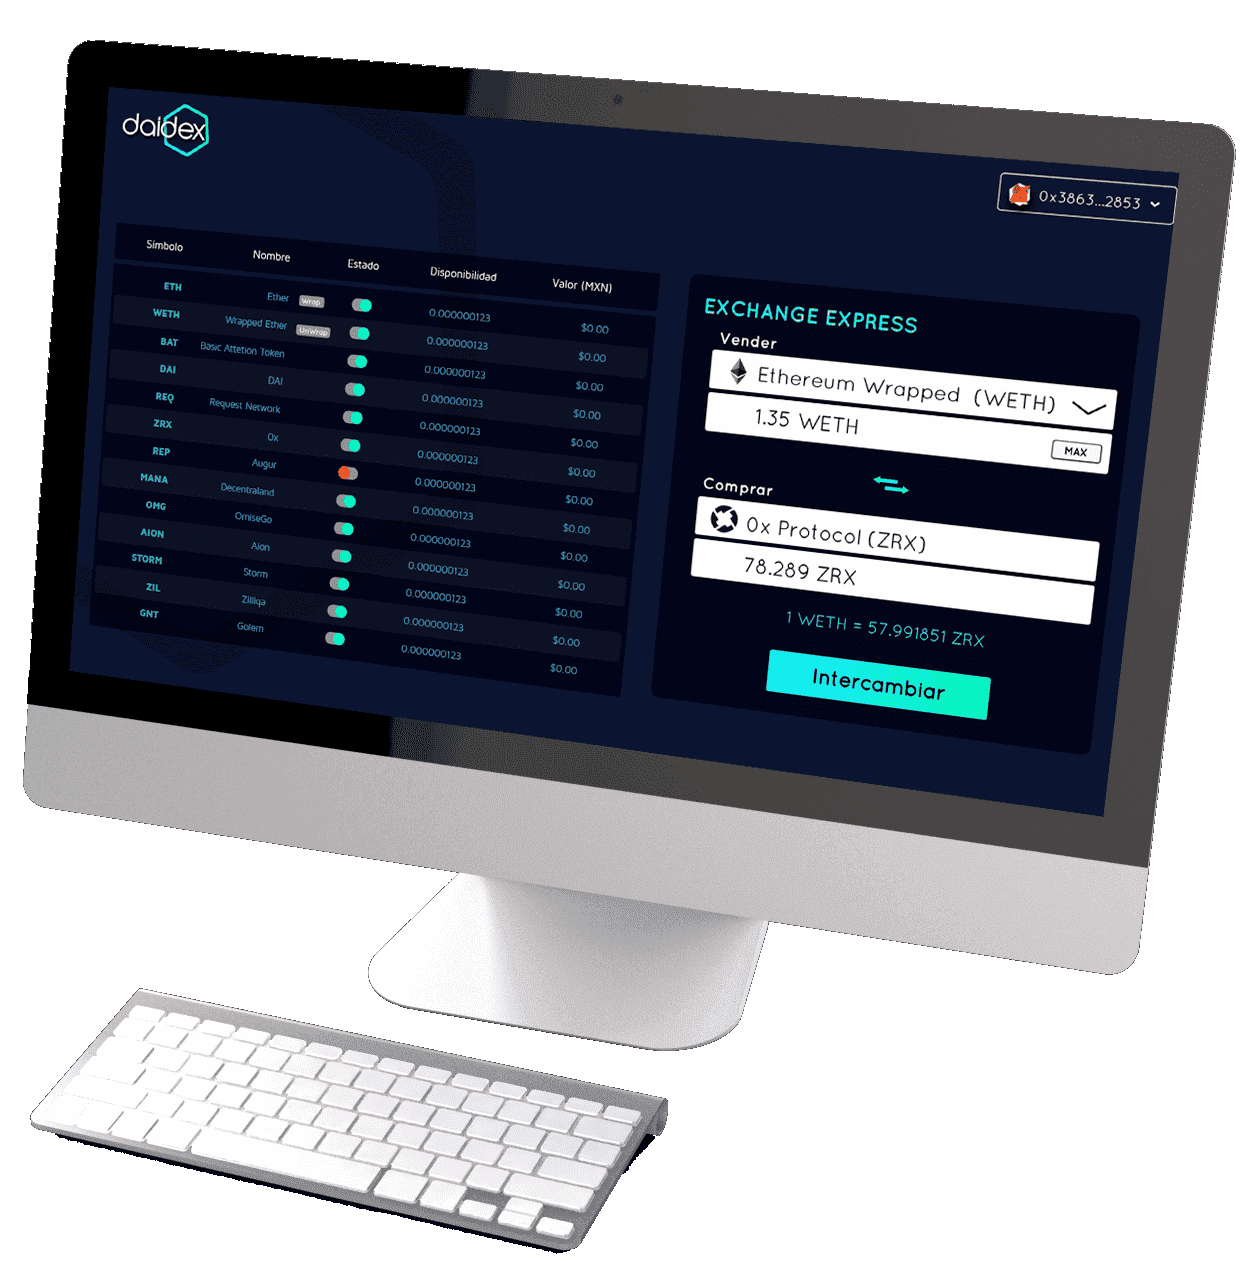 daidex
0x3863...2853
Símbolo Nombre Estado Disponibilidad Valor (MXN)
ETH Ether Wrap 0.000000123 $0.00
WETH Wrapped Ether UnWrap 0.000000123 $0.00
BAT Basic Attetion Token 0.000000123 $0.00
DAI DAI 0.000000123 $0.00
REQ Request Network 0.000000123 $0.00
ZRX 0x 0.000000123 $0.00
REP Augur 0.000000123 $0.00
MANA Decentraland 0.000000123 $0.00
OMG OmiseGo 0.000000123 $0.00
AION Aion 0.000000123 $0.00
STORM Storm 0.000000123 $0.00
ZIL Zilliqa 0.000000123 $0.00
GNT Golem 0.000000123 $0.00
EXCHANGE EXPRESS
Vender
Ethereum Wrapped (WETH)
1.35 WETH
MAX
Comprar
0x Protocol (ZRX)
78.289 ZRX
1 WETH = 57.991851 ZRX
Intercambiar